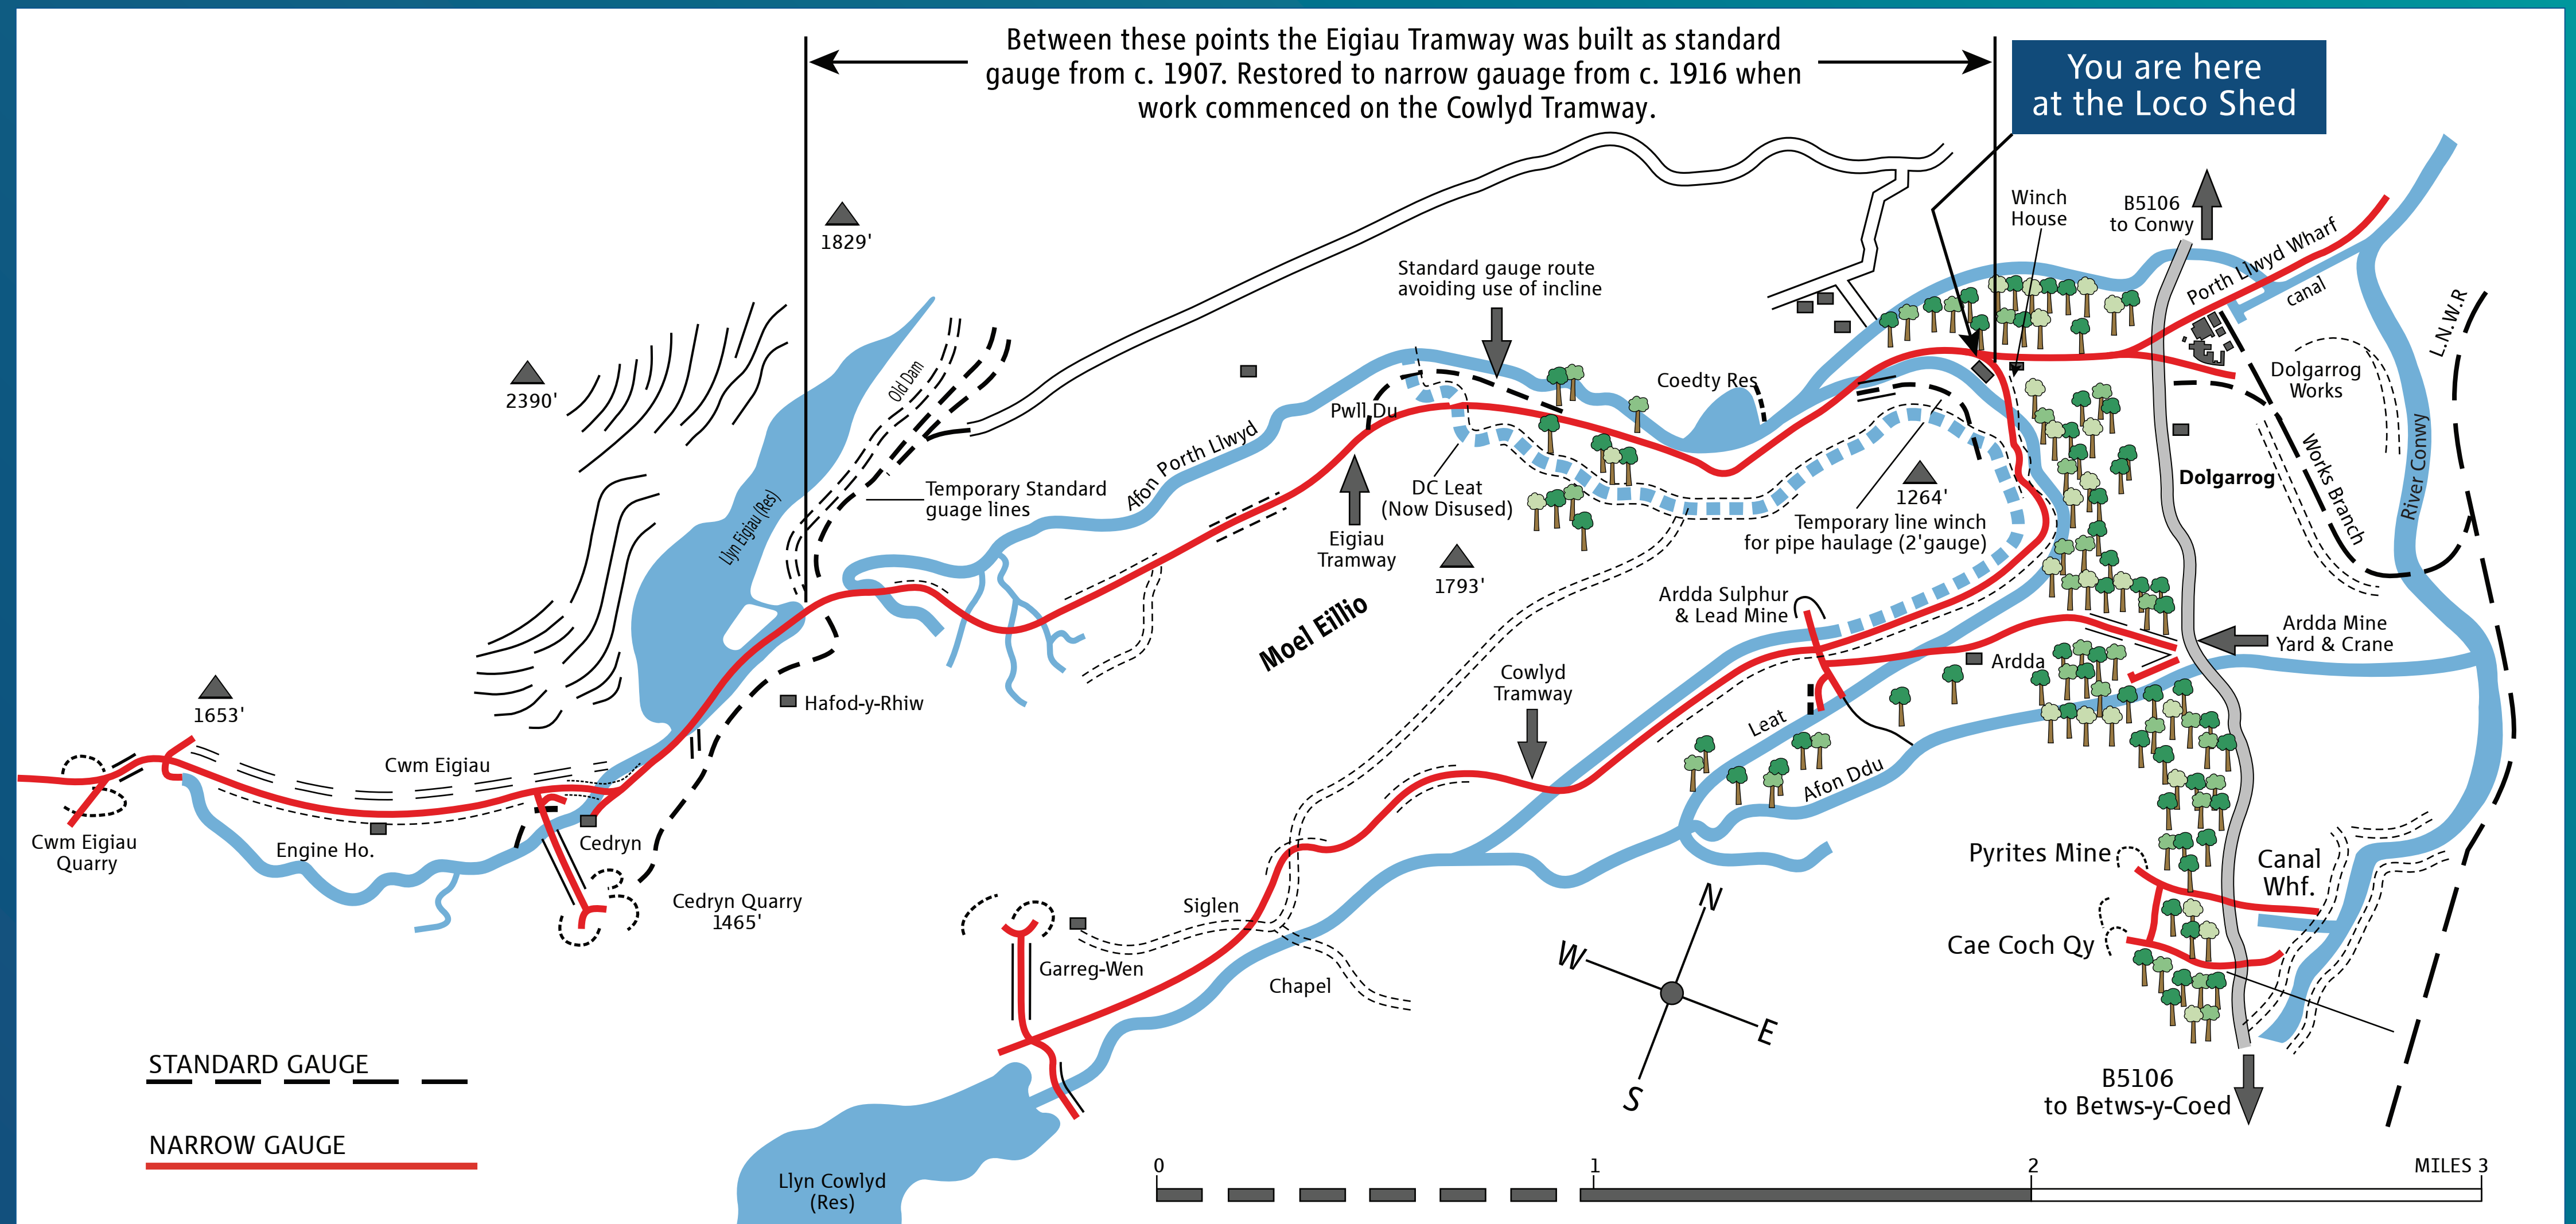 Between these points the Eigiau Tramway was built as standard
gauge from c. 1907. Restored to narrow gauage from c. 1916 when
work commenced on the Cowlyd Tramway.
You are here
at the Loco Shed
Winch
House
B5106
to Conwy
Porth Llwyd Wharf
canal
L.N.W.R
1829'
2390'
Old Dam
Standard gauge route
avoiding use of incline
Coedty Res
Pwll Du
Dolgarrog
Works
River Conwy
Works Branch
Dolgarrog
Afon Porth Llwyd
Temporary Standard
guage lines
Llyn Eigiau (Res)
DC Leat
(Now Disused)
1264'
Temporary line winch
for pipe haulage (2'gauge)
Eigiau
Tramway
1793'
Moel Eillio
Ardda Sulphur
& Lead Mine
Ardda Mine
Yard & Crane
Ardda
Cowlyd
Tramway
Hafod-y-Rhiw
1653'
Leat
Afon Ddu
Cwm Eigiau
Cwm Eigiau
Quarry
Engine Ho.
Cedryn
Cedryn Quarry
1465'
Pyrites Mine
Canal
Whf.
Cae Coch Qy
Siglen
Garreg-Wen
Chapel
N
W
E
S
STANDARD GAUGE
NARROW GAUGE
Llyn Cowlyd
(Res)
B5106
to Betws-y-Coed
0
1
2
MILES 3